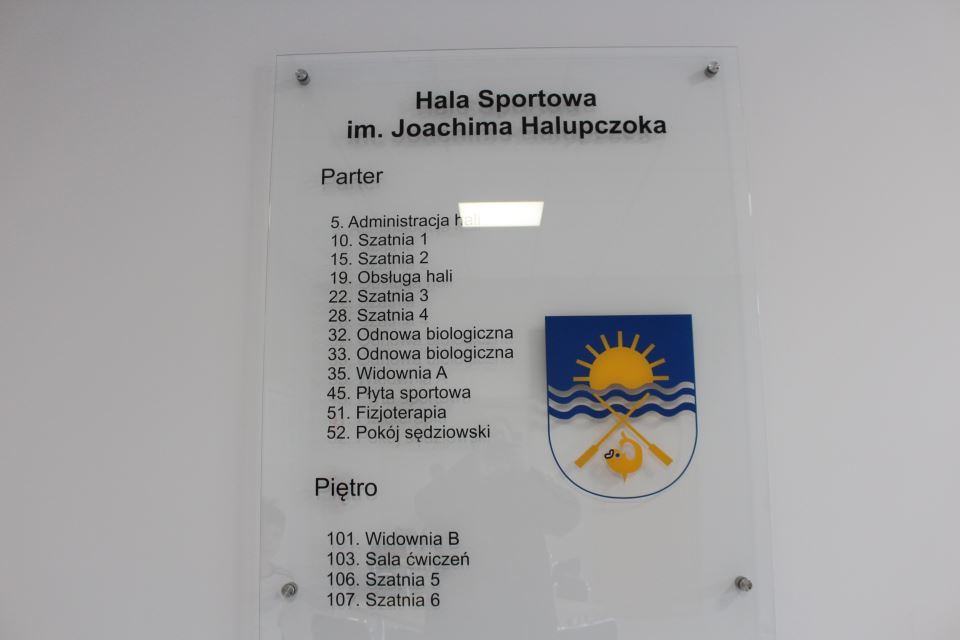 Hala Sportowa
im. Joachima Halupczoka
Parter
5. Administracja hali
10. Szatnia 1
15. Szatnia 2
19. Obsługa hali
22. Szatnia 3
28. Szatnia 4
32. Odnowa biologiczna
33. Odnowa biologiczna
35. Widownia A
45. Płyta sportowa
51. Fizjoterapia
52. Pokój sędziowski
Piętro
101. Widownia B
103. Sala ćwiczeń
106. Szatnia 5
107. Szatnia 6